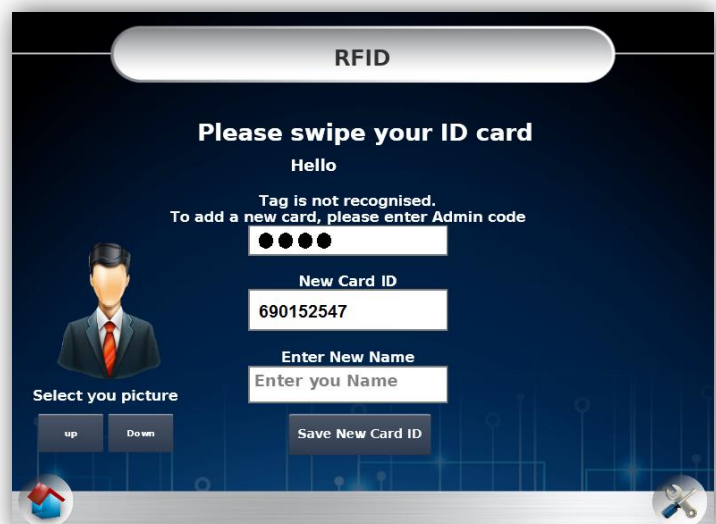 RFID
Please swipe your ID card
Hello
Tag is not recognised.
To add a new card, please enter Admin code
●●●●
New Card ID
690152547
Enter New Name
Enter you Name
Select you picture
up
Down
Save New Card ID